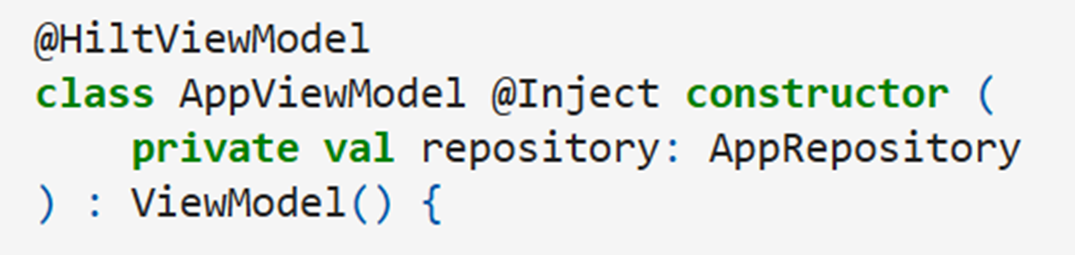 @HiltViewModel
class AppViewModel @Inject constructor (
    private val repository: AppRepository
) : ViewModel() {